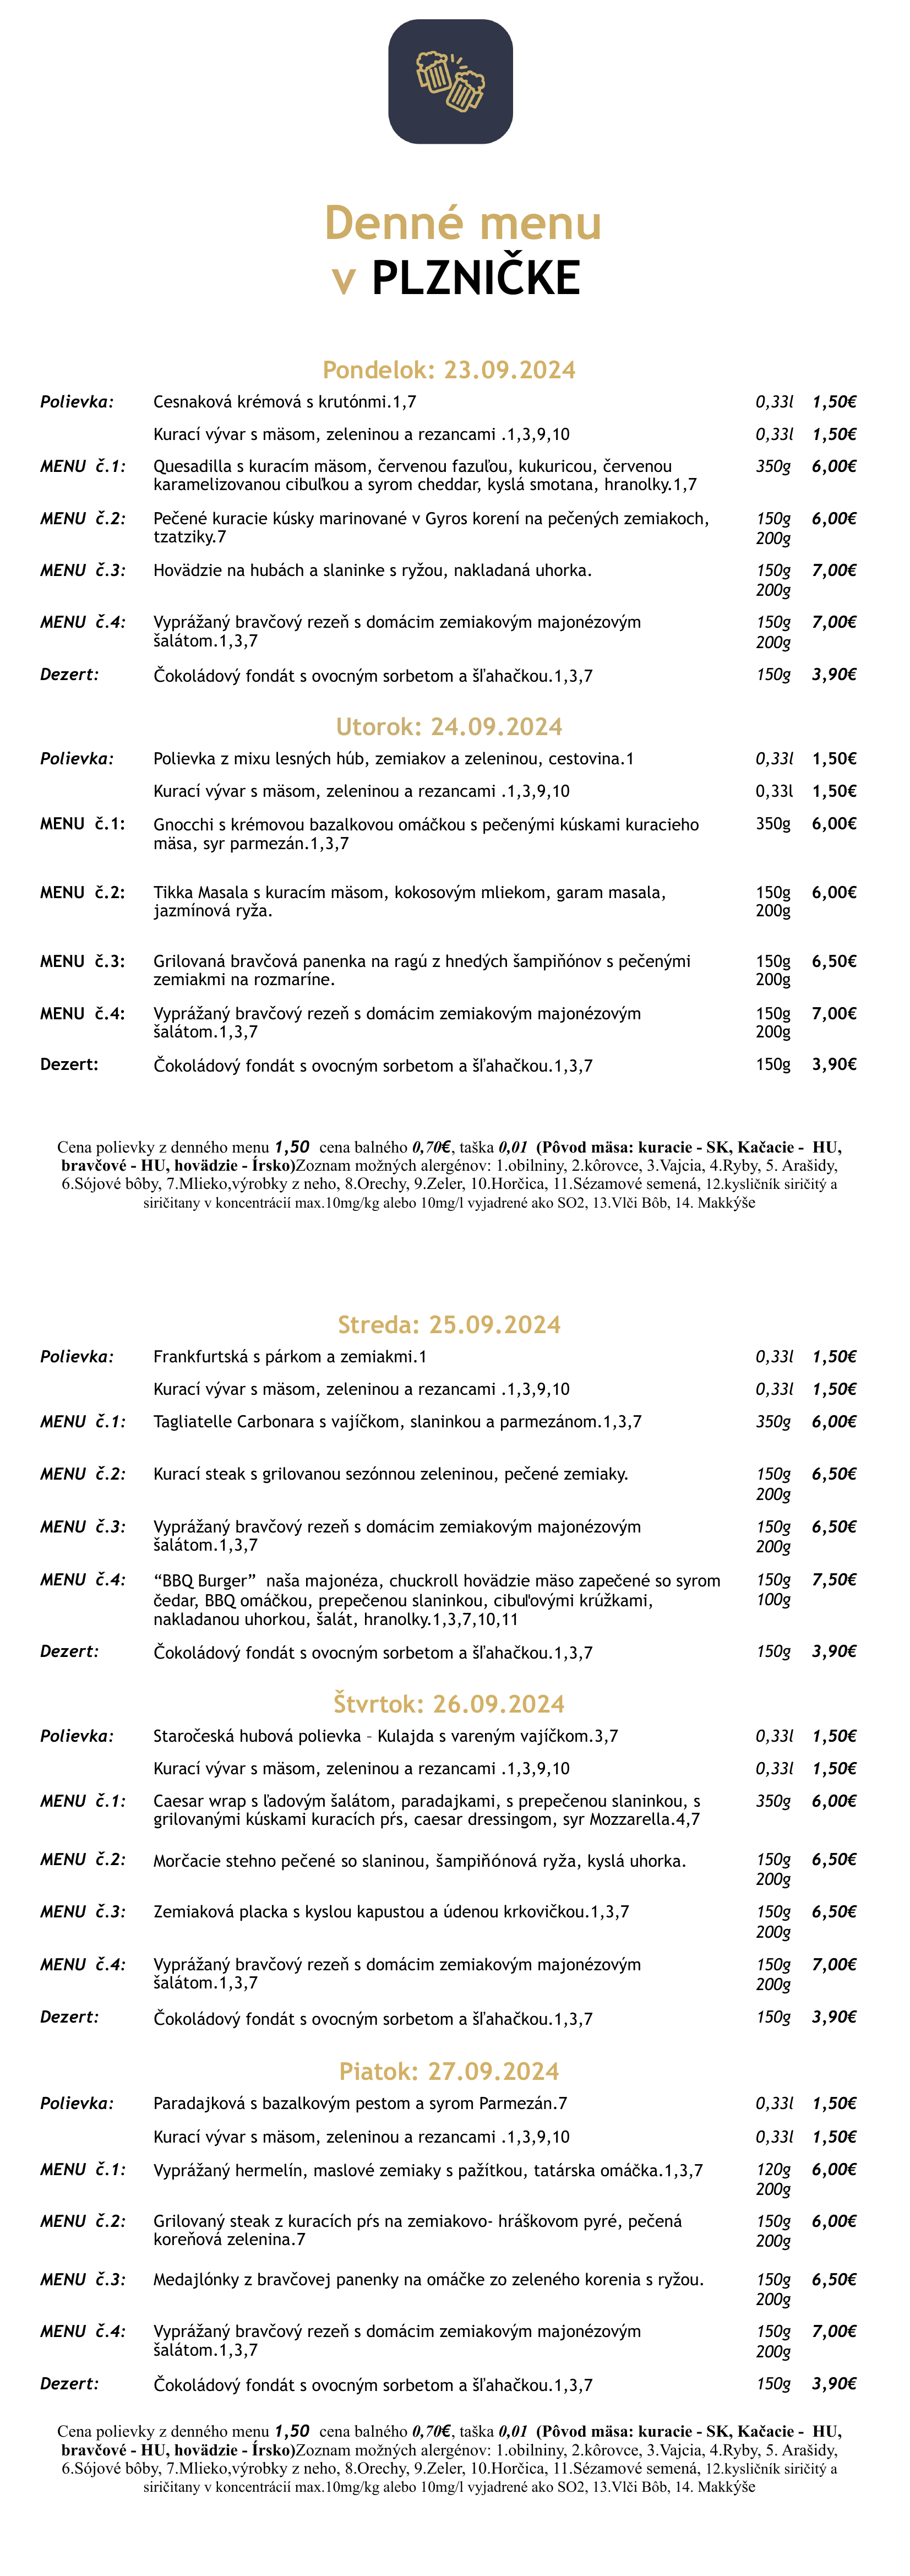 Denné menu
v PLZNIČKE
Pondelok: 23.09.2024
Polievka: Cesnaková krémová s krutónmi.1,7 0,33l 1,50€
Kurací vývar s mäsom, zeleninou a rezancami .1,3,9,10 0,33l 1,50€
MENU č.1: Quesadilla s kuracím mäsom, červenou fazuľou, kukuricou, červenou 350g 6,00€
karamelizovanou cibuľkou a syrom cheddar, kyslá smotana, hranolky.1,7
MENU č.2: Pečené kuracie kúsky marinované v Gyros korení na pečených zemiakoch, 150g 6,00€
tzatziky.7 200g
MENU č.3: Hovädzie na hubách a slaninke s ryžou, nakladaná uhorka. 150g 7,00€
200g
MENU č.4: Vyprážaný bravčový rezeň s domácim zemiakovým majonézovým 150g 7,00€
šalátom.1,3,7 200g
Dezert: Čokoládový fondát s ovocným sorbetom a šľahačkou.1,3,7 150g 3,90€
Utorok: 24.09.2024
Polievka: Polievka z mixu lesných húb, zemiakov a zeleninou, cestovina.1 0,33l 1,50€
Kurací vývar s mäsom, zeleninou a rezancami .1,3,9,10 0,33l 1,50€
MENU č.1: Gnocchi s krémovou bazalkovou omáčkou s pečenými kúskami kuracieho 350g 6,00€
mäsa, syr parmezán.1,3,7
MENU č.2: Tikka Masala s kuracím mäsom, kokosovým mliekom, garam masala, 150g 6,00€
jazmínová ryža. 200g
MENU č.3: Grilovaná bravčová panenka na ragú z hnedých šampiňónov s pečenými 150g 6,50€
zemiakmi na rozmaríne. 200g
MENU č.4: Vyprážaný bravčový rezeň s domácim zemiakovým majonézovým 150g 7,00€
šalátom.1,3,7 200g
Dezert: Čokoládový fondát s ovocným sorbetom a šľahačkou.1,3,7 150g 3,90€
Cena polievky z denného menu 1,50 cena balného 0,70€, taška 0,01 (Pôvod mäsa: kuracie - SK, Kačacie - HU,
bravčové - HU, hovädzie - Írsko)Zoznam možných alergénov: 1.obilniny, 2.kôrovce, 3.Vajcia, 4.Ryby, 5. Arašidy,
6.Sójové bôby, 7.Mlieko,výrobky z neho, 8.Orechy, 9.Zeler, 10.Horčica, 11.Sézamové semená, 12.kysličník siričitý a
siričitany v koncentrácií max.10mg/kg alebo 10mg/l vyjadrené ako SO2, 13.Vlči Bôb, 14. Makkýše
Streda: 25.09.2024
Polievka: Frankfurtská s párkom a zemiakmi.1 0,33l 1,50€
Kurací vývar s mäsom, zeleninou a rezancami .1,3,9,10 0,33l 1,50€
MENU č.1: Tagliatelle Carbonara s vajíčkom, slaninkou a parmezánom.1,3,7 350g 6,00€
MENU č.2: Kurací steak s grilovanou sezónnou zeleninou, pečené zemiaky. 150g 6,50€
200g
MENU č.3: Vyprážaný bravčový rezeň s domácim zemiakovým majonézovým 150g 6,50€
šalátom.1,3,7 200g
MENU č.4: “BBQ Burger” naša majonéza, chuckroll hovädzie mäso zapečené so syrom 150g 7,50€
čedar, BBQ omáčkou, prepečenou slaninkou, cibuľovými krúžkami, 100g
nakladanou uhorkou, šalát, hranolky.1,3,7,10,11
Dezert: Čokoládový fondát s ovocným sorbetom a šľahačkou.1,3,7 150g 3,90€
Štvrtok: 26.09.2024
Polievka: Staročeská hubová polievka – Kulajda s vareným vajíčkom.3,7 0,33l 1,50€
Kurací vývar s mäsom, zeleninou a rezancami .1,3,9,10 0,33l 1,50€
MENU č.1: Caesar wrap s ľadovým šalátom, paradajkami, s prepečenou slaninkou, s 350g 6,00€
grilovanými kúskami kuracích pŕs, caesar dressingom, syr Mozzarella.4,7
MENU č.2: Morčacie stehno pečené so slaninou, šampiňónová ryža, kyslá uhorka. 150g 6,50€
200g
MENU č.3: Zemiaková placka s kyslou kapustou a údenou krkovičkou.1,3,7 150g 6,50€
200g
MENU č.4: Vyprážaný bravčový rezeň s domácim zemiakovým majonézovým 150g 7,00€
šalátom.1,3,7 200g
Dezert: Čokoládový fondát s ovocným sorbetom a šľahačkou.1,3,7 150g 3,90€
Piatok: 27.09.2024
Polievka: Paradajková s bazalkovým pestom a syrom Parmezán.7 0,33l 1,50€
Kurací vývar s mäsom, zeleninou a rezancami .1,3,9,10 0,33l 1,50€
MENU č.1: Vyprážaný hermelín, maslové zemiaky s pažítkou, tatárska omáčka.1,3,7 120g 6,00€
200g
MENU č.2: Grilovaný steak z kuracích pŕs na zemiakovo- hráškovom pyré, pečená 150g 6,00€
koreňová zelenina.7 200g
MENU č.3: Medajlónky z bravčovej panenky na omáčke zo zeleného korenia s ryžou. 150g 6,50€
200g
MENU č.4: Vyprážaný bravčový rezeň s domácim zemiakovým majonézovým 150g 7,00€
šalátom.1,3,7 200g
Dezert: Čokoládový fondát s ovocným sorbetom a šľahačkou.1,3,7 150g 3,90€
Cena polievky z denného menu 1,50 cena balného 0,70€, taška 0,01 (Pôvod mäsa: kuracie - SK, Kačacie - HU,
bravčové - HU, hovädzie - Írsko)Zoznam možných alergénov: 1.obilniny, 2.kôrovce, 3.Vajcia, 4.Ryby, 5. Arašidy,
6.Sójové bôby, 7.Mlieko,výrobky z neho, 8.Orechy, 9.Zeler, 10.Horčica, 11.Sézamové semená, 12.kysličník siričitý a
siričitany v koncentrácií max.10mg/kg alebo 10mg/l vyjadrené ako SO2, 13.Vlči Bôb, 14. Makkýše